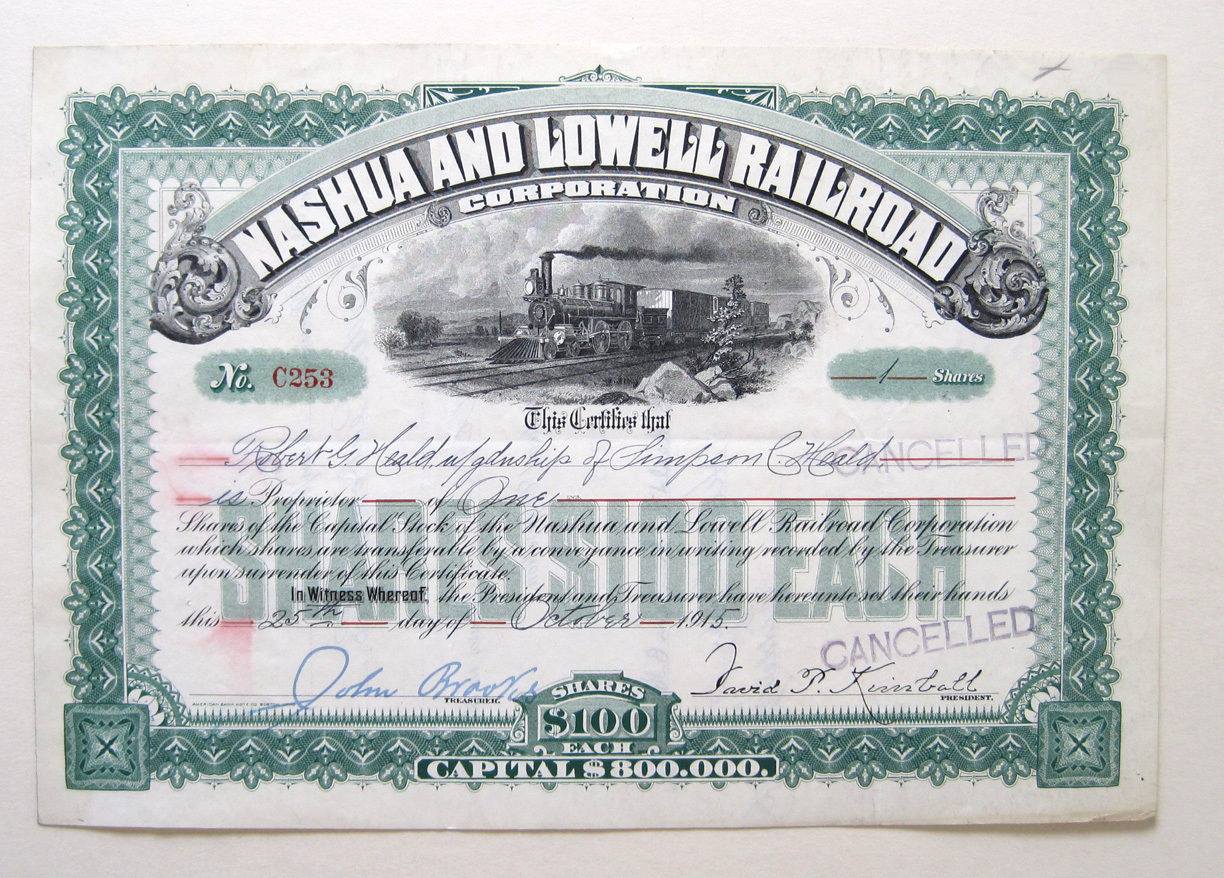 NASHUA AND LOWELL RAILROAD
CORPORATION
No. C253
1 Shares
This Certifies that
Robert G. Heald u/gdnship of Simpson C. Heald
CANCELLED
is Proprietor of One
SHARES $100 EACH
Shares of the Capital Stock of the Nashua and Lowell Railroad Corporation
which shares are transferable by a conveyance in writing recorded by the Treasurer
upon surrender of this Certificate.
In Witness Whereof, the President and Treasurer have hereunto set their hands
this 25th day of October 1915
CANCELLED
John Brooks
TREASURER.
David P. Kimball
PRESIDENT.
SHARES
$100
EACH
CAPITAL $800.000.